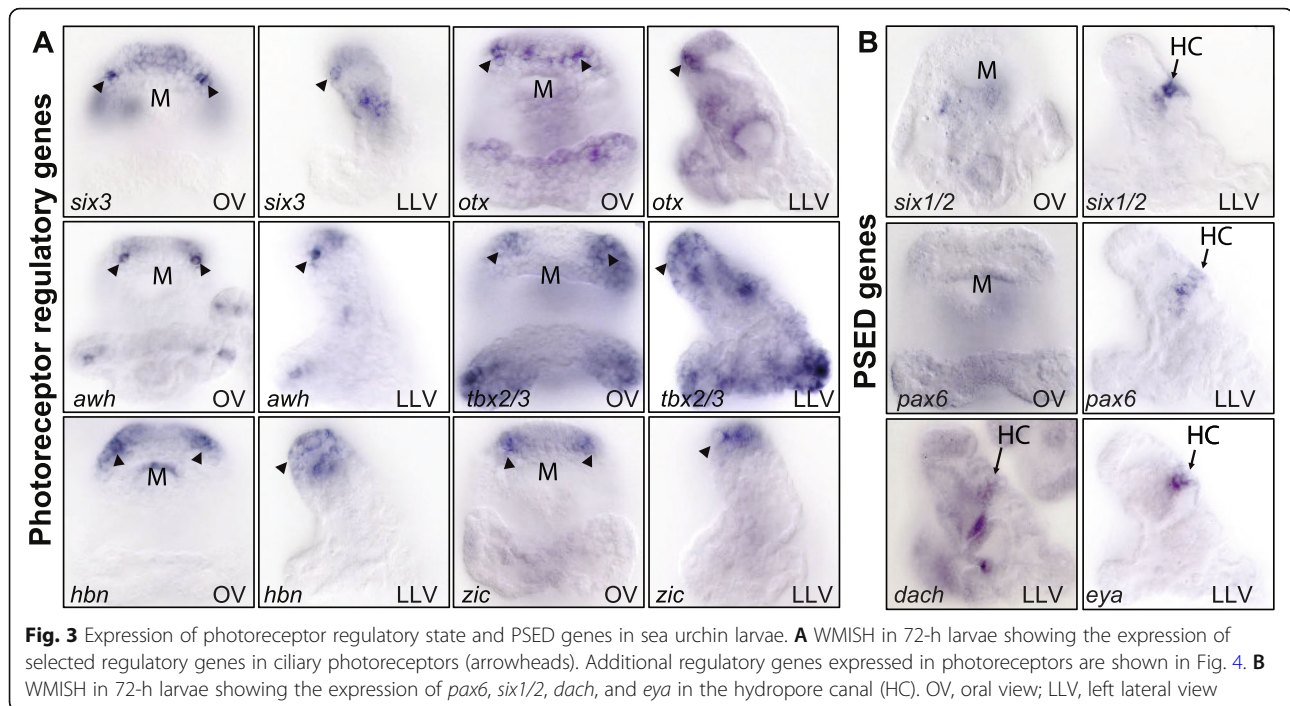 A
B
Photoreceptor regulatory genes
M
six3 OV
six3 LLV
M
otx OV
otx LLV
M
awh OV
awh LLV
M
tbx2/3 OV
tbx2/3 LLV
M
hbn OV
hbn LLV
M
zic OV
zic LLV
PSED genes
M
six1/2 OV
HC
six1/2 LLV
M
pax6 OV
HC
pax6 LLV
HC
dach LLV
HC
eya LLV
Fig. 3 Expression of photoreceptor regulatory state and PSED genes in sea urchin larvae. A WMISH in 72-h larvae showing the expression of
selected regulatory genes in ciliary photoreceptors (arrowheads). Additional regulatory genes expressed in photoreceptors are shown in Fig. 4. B
WMISH in 72-h larvae showing the expression of pax6, six1/2, dach, and eya in the hydropore canal (HC). OV, oral view; LLV, left lateral view